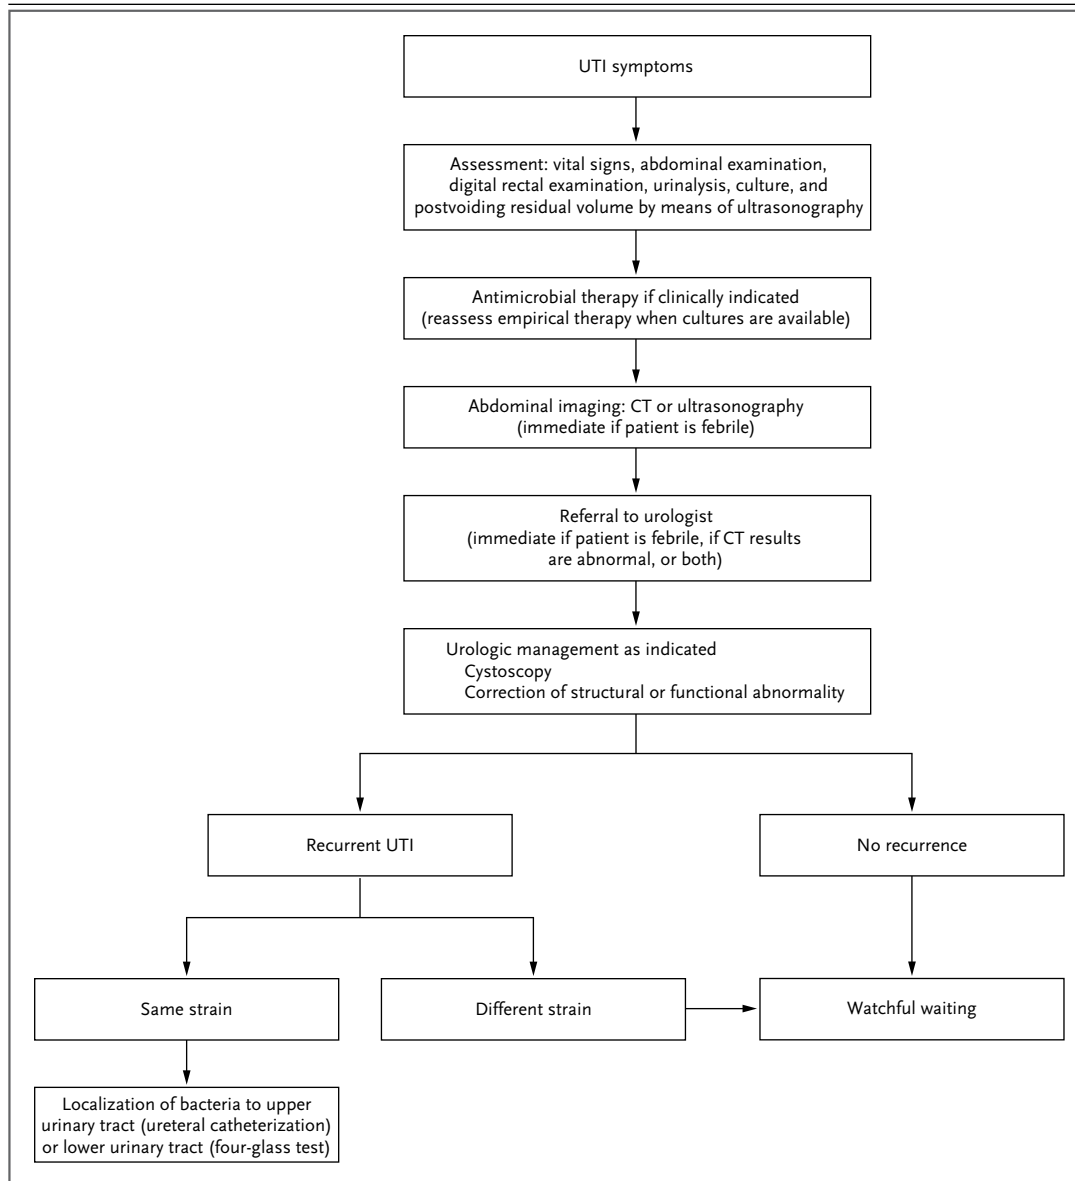 UTI symptoms
Assessment: vital signs, abdominal examination,
digital rectal examination, urinalysis, culture, and
postvoiding residual volume by means of ultrasonography
Antimicrobial therapy if clinically indicated
(reassess empirical therapy when cultures are available)
Abdominal imaging: CT or ultrasonography
(immediate if patient is febrile)
Referral to urologist
(immediate if patient is febrile, if CT results
are abnormal, or both)
Urologic management as indicated
Cystoscopy
Correction of structural or functional abnormality
Recurrent UTI
No recurrence
Same strain
Different strain
Watchful waiting
Localization of bacteria to upper
urinary tract (ureteral catheterization)
or lower urinary tract (four-glass test)